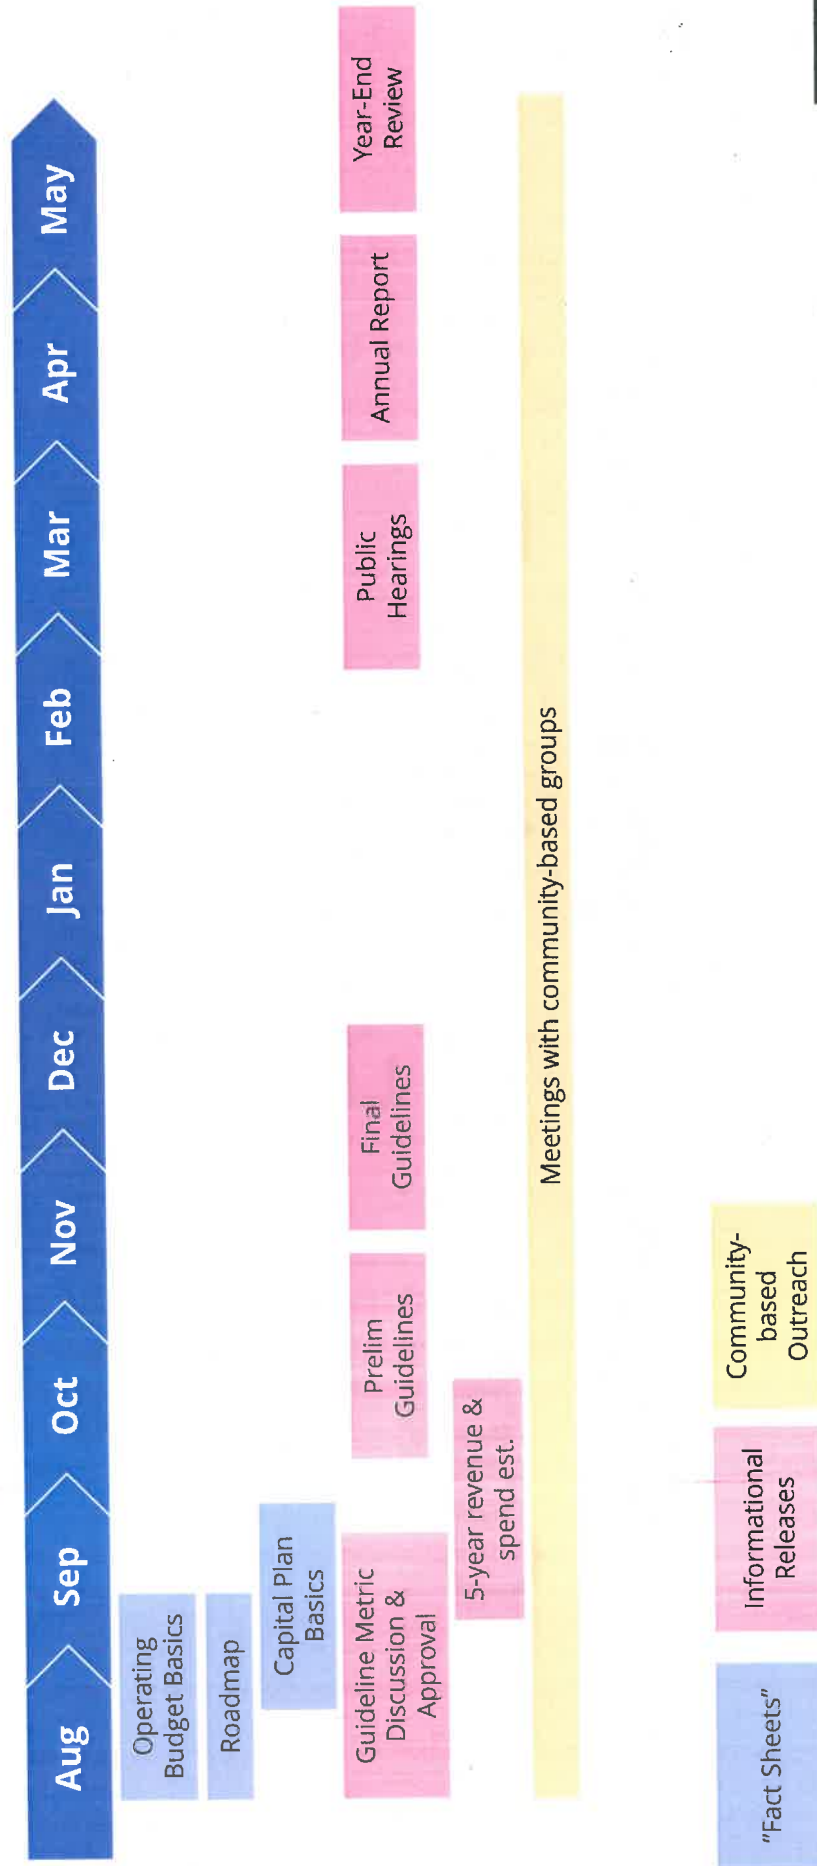 Aug
Sep
Oct
Nov
Dec
Jan
Feb
Mar
Apr
May
Operating
Budget Basics
Roadmap
Capital Plan
Basics
Guideline Metric
Discussion &
Approval
Prelim
Guidelines
Final
Guidelines
Public
Hearings
Annual Report
Year-End
Review
5-year revenue &
spend est.
Meetings with community-based groups
"Fact Sheets"
Informational
Releases
Community-
based
Outreach